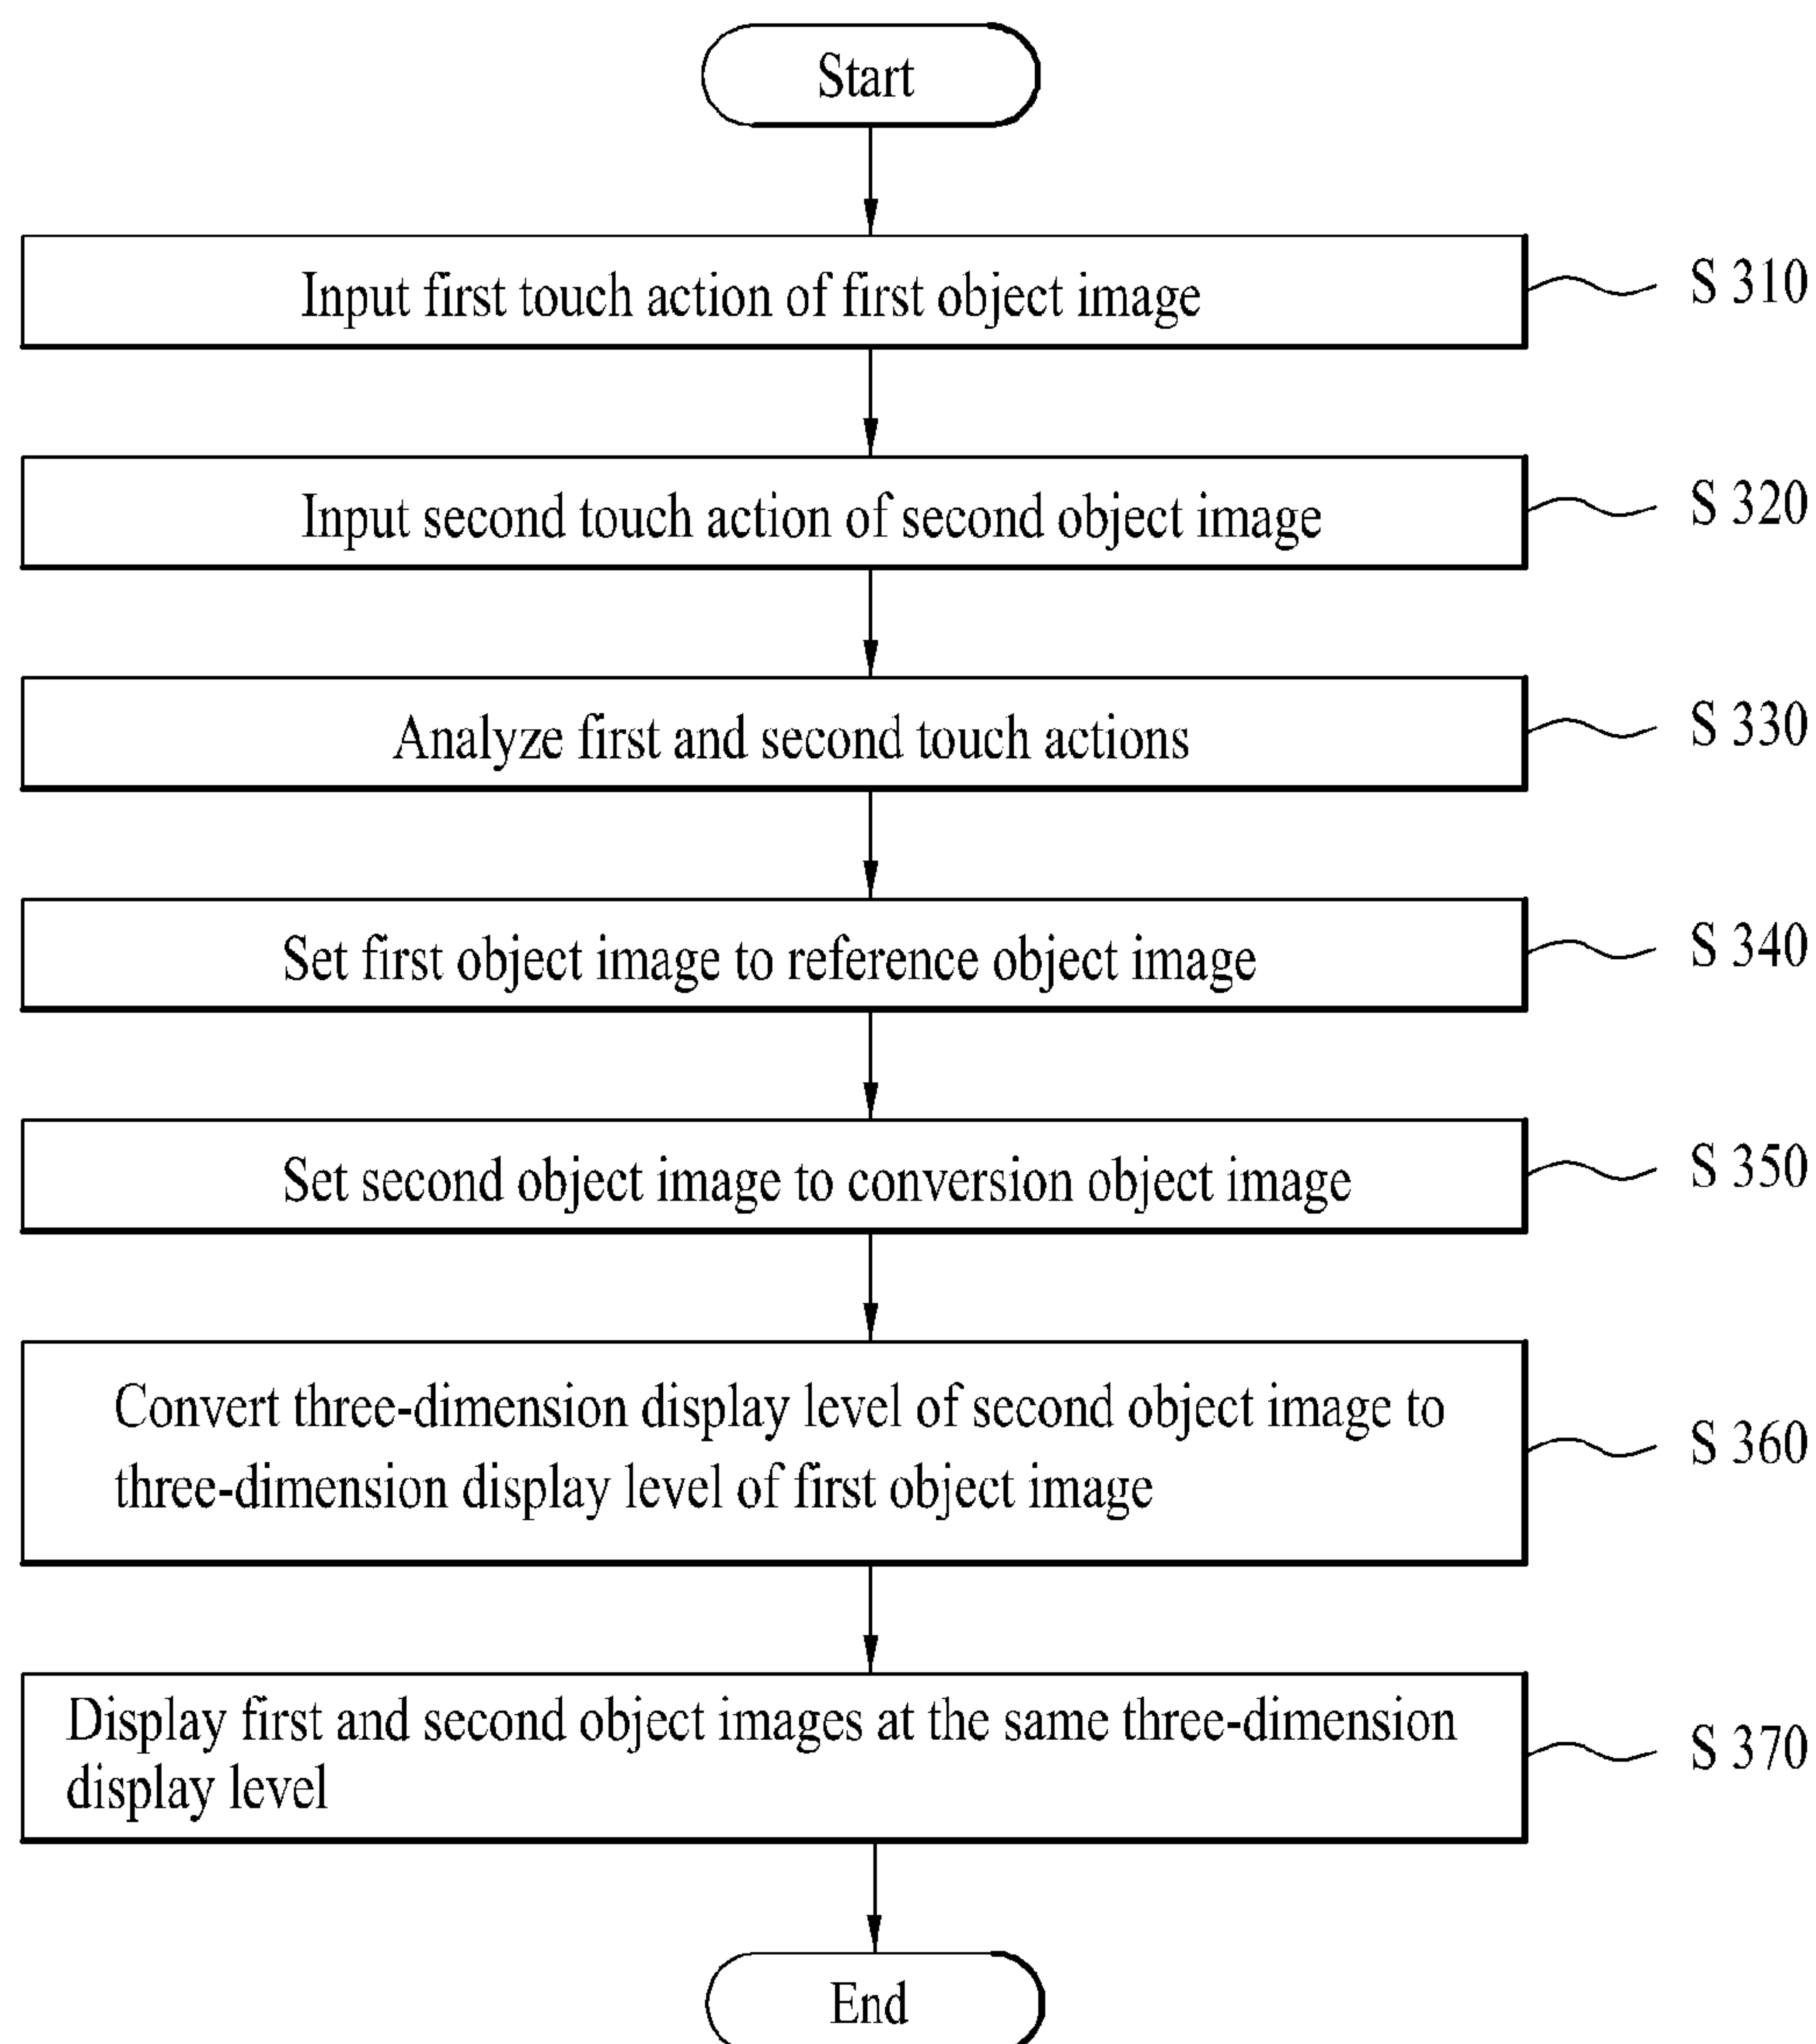 Start
Input first touch action of first object image
S 310
Input second touch action of second object image
S 320
Analyze first and second touch actions
S 330
Set first object image to reference object image
S 340
Set second object image to conversion object image
S 350
Convert three-dimension display level of second object image to
three-dimension display level of first object image
S 360
Display first and second object images at the same three-dimension
display level
S 370
End